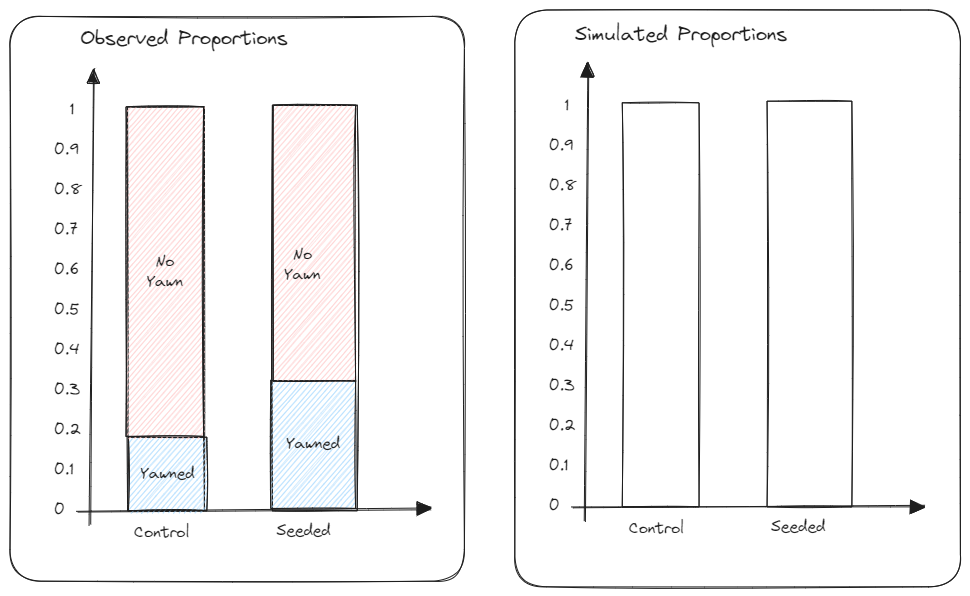 Observed Proportions
1
0.9
0.8
0.7
0.6
0.5
0.4
0.3
0.2
0.1
0
No
Yawn
Yawned
No
Yawn
Yawned
Control
Seeded
Simulated Proportions
1
0.9
0.8
0.7
0.6
0.5
0.4
0.3
0.2
0.1
0
Control
Seeded